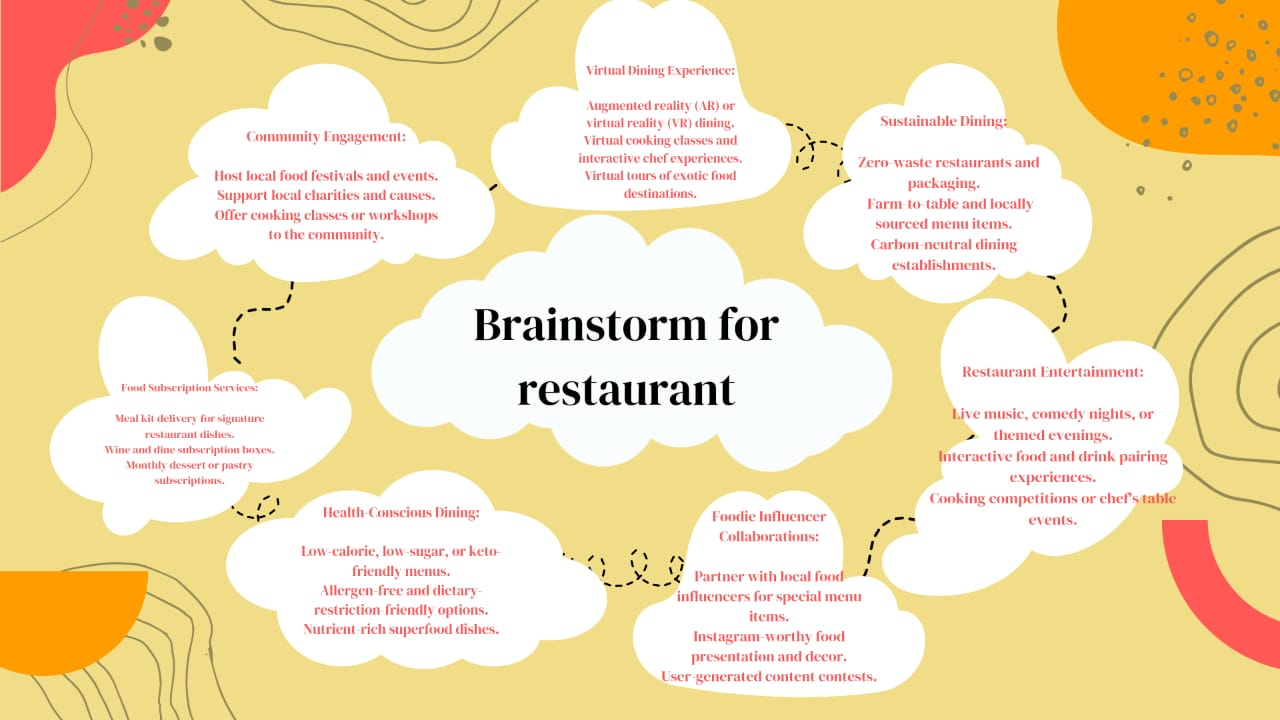 Brainstorm for
restaurant
Virtual Dining Experience:
Augmented reality (AR) or
virtual reality (VR) dining.
Virtual cooking classes and
interactive chef experiences.
Virtual tours of exotic food
destinations.
Sustainable Dining:
Zero-waste restaurants and
packaging.
Farm-to-table and locally
sourced menu items.
Carbon-neutral dining
establishments.
Restaurant Entertainment:
Live music, comedy nights, or
themed evenings.
Interactive food and drink pairing
experiences.
Cooking competitions or chef's table
events.
Foodie Influencer
Collaborations:
Partner with local food
influencers for special menu
items.
Instagram-worthy food
presentation and decor.
User-generated content contests.
Health-Conscious Dining:
Low-calorie, low-sugar, or keto-
friendly menus.
Allergen-free and dietary-
restriction-friendly options.
Nutrient-rich superfood dishes.
Food Subscription Services:
Meal kit delivery for signature
restaurant dishes.
Wine and dine subscription boxes.
Monthly dessert or pastry
subscriptions.
Community Engagement:
Host local food festivals and events.
Support local charities and causes.
Offer cooking classes or workshops
to the community.